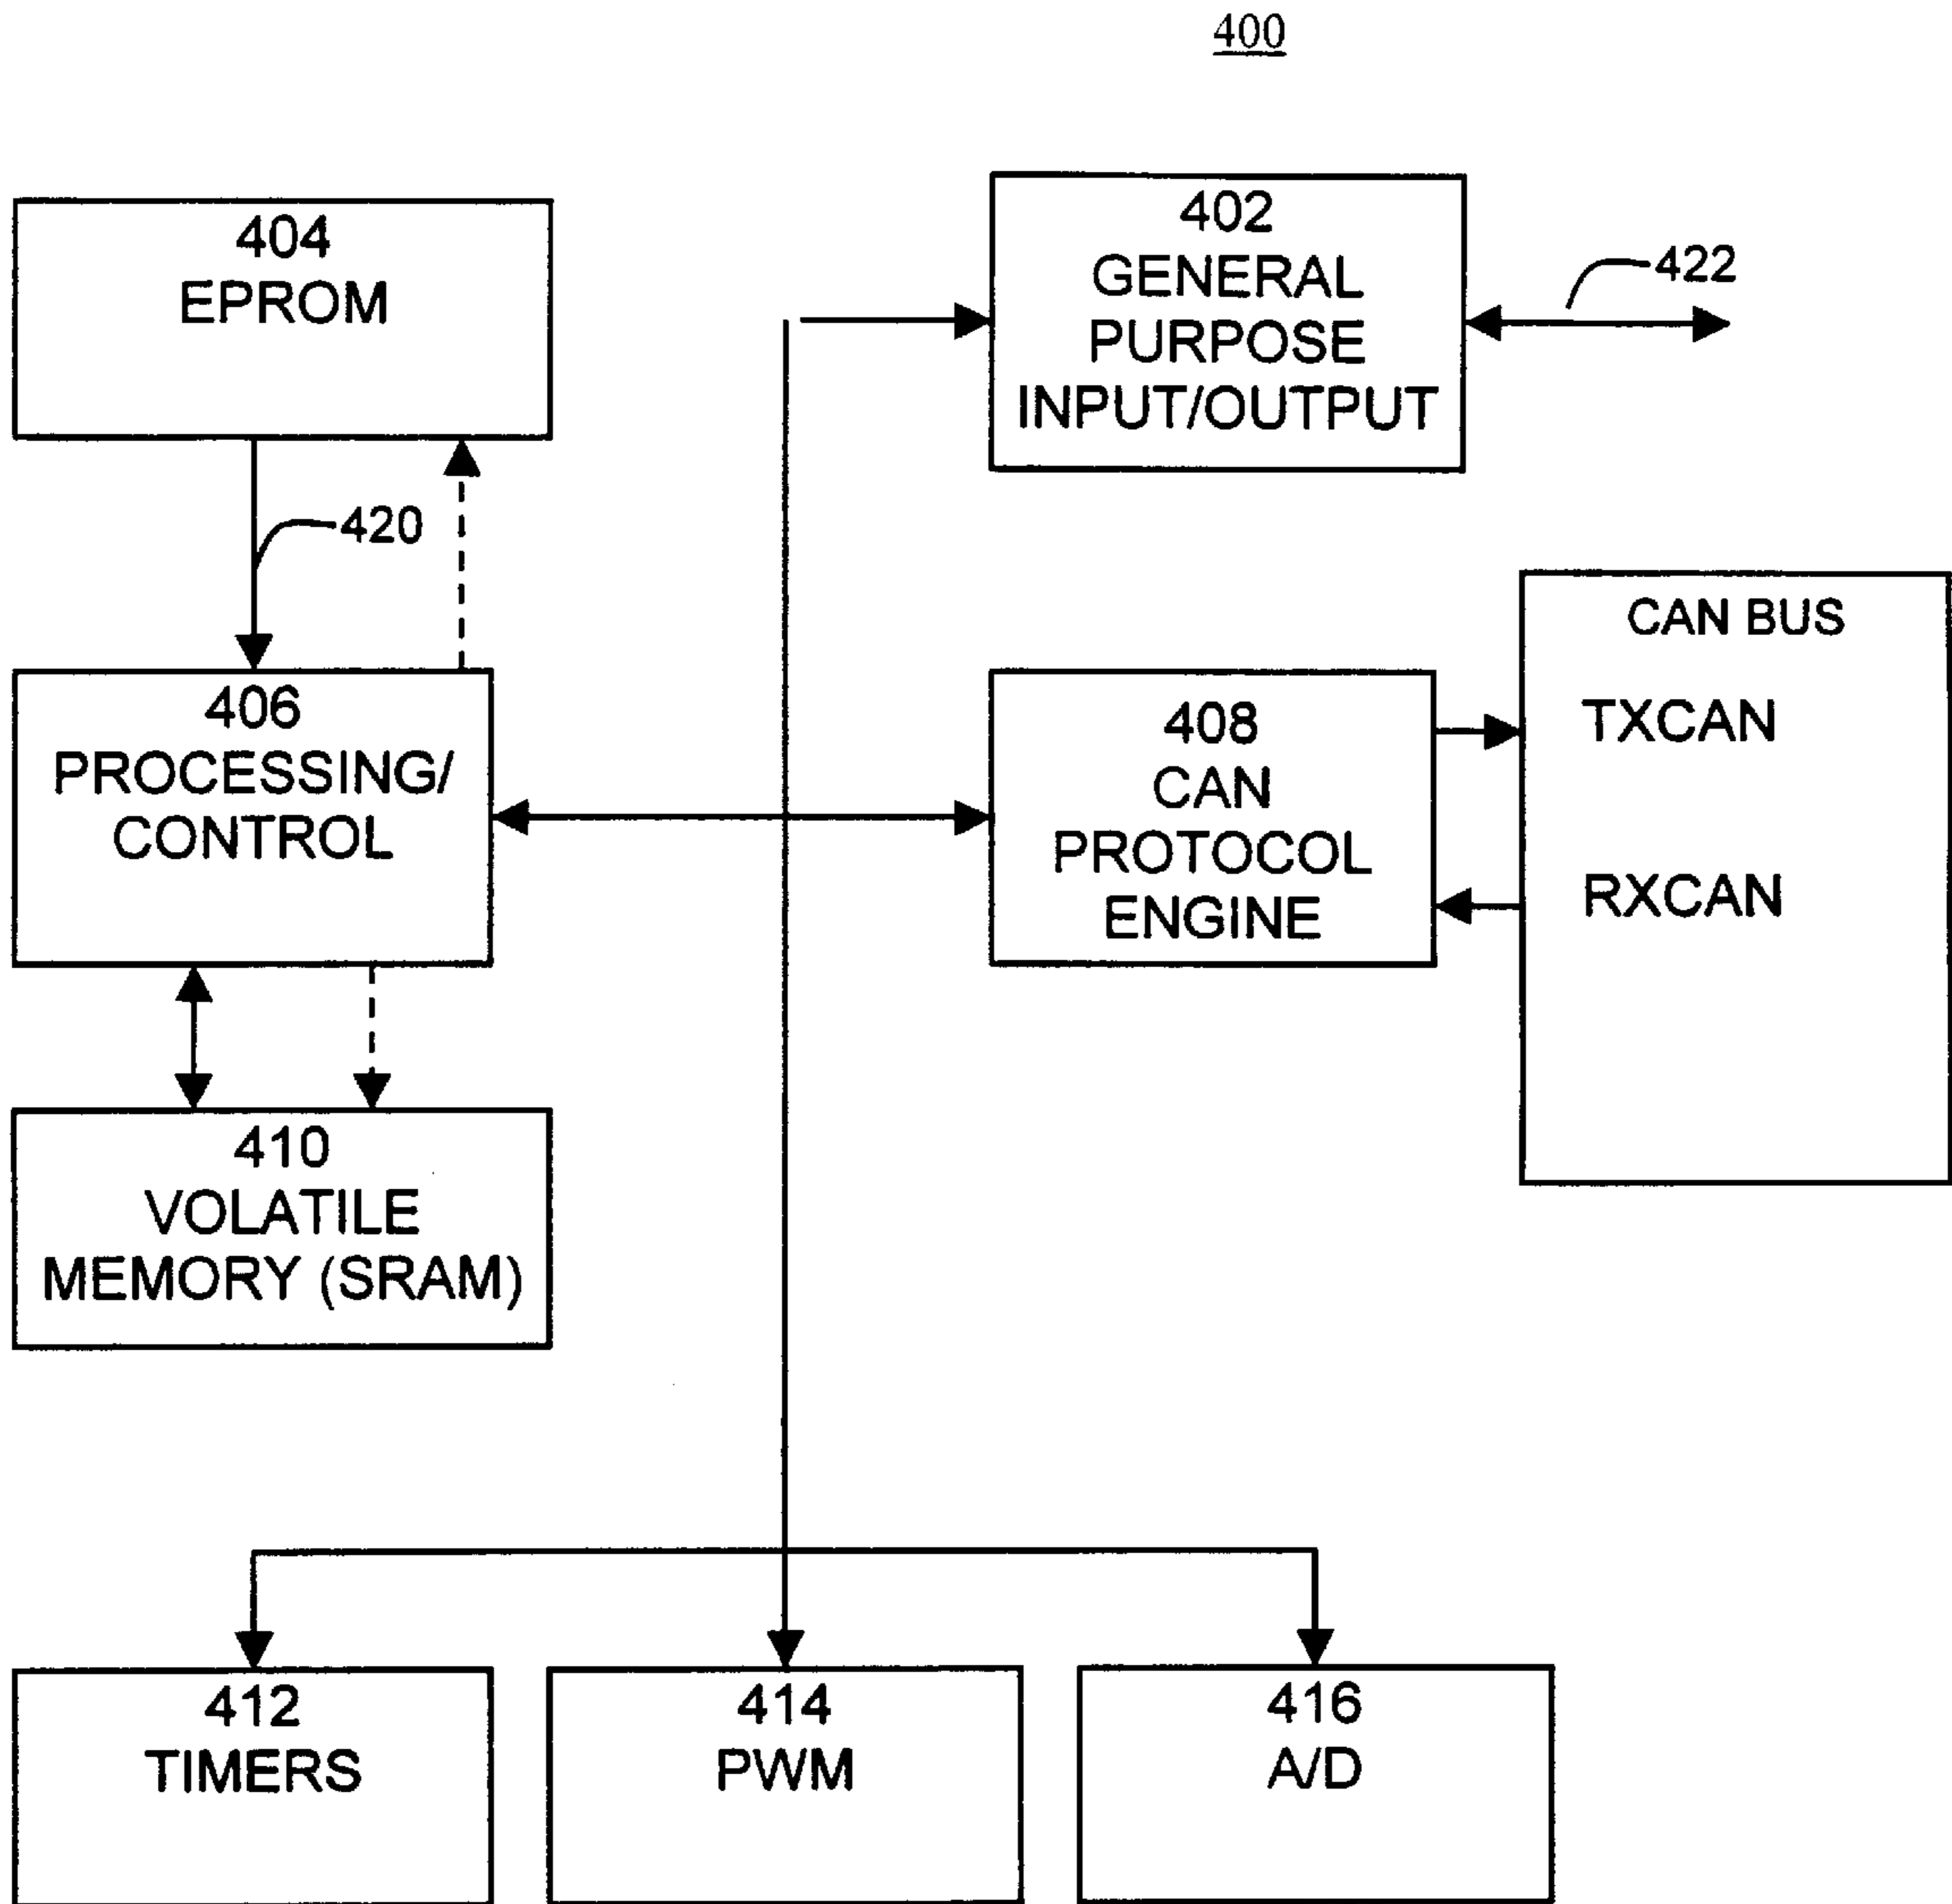 400
404
EPROM
402
GENERAL
PURPOSE
INPUT/OUTPUT
422
420
406
PROCESSING/
CONTROL
408
CAN
PROTOCOL
ENGINE
CAN BUS
TXCAN
RXCAN
410
VOLATILE
MEMORY (SRAM)
412
TIMERS
414
PWM
416
A/D